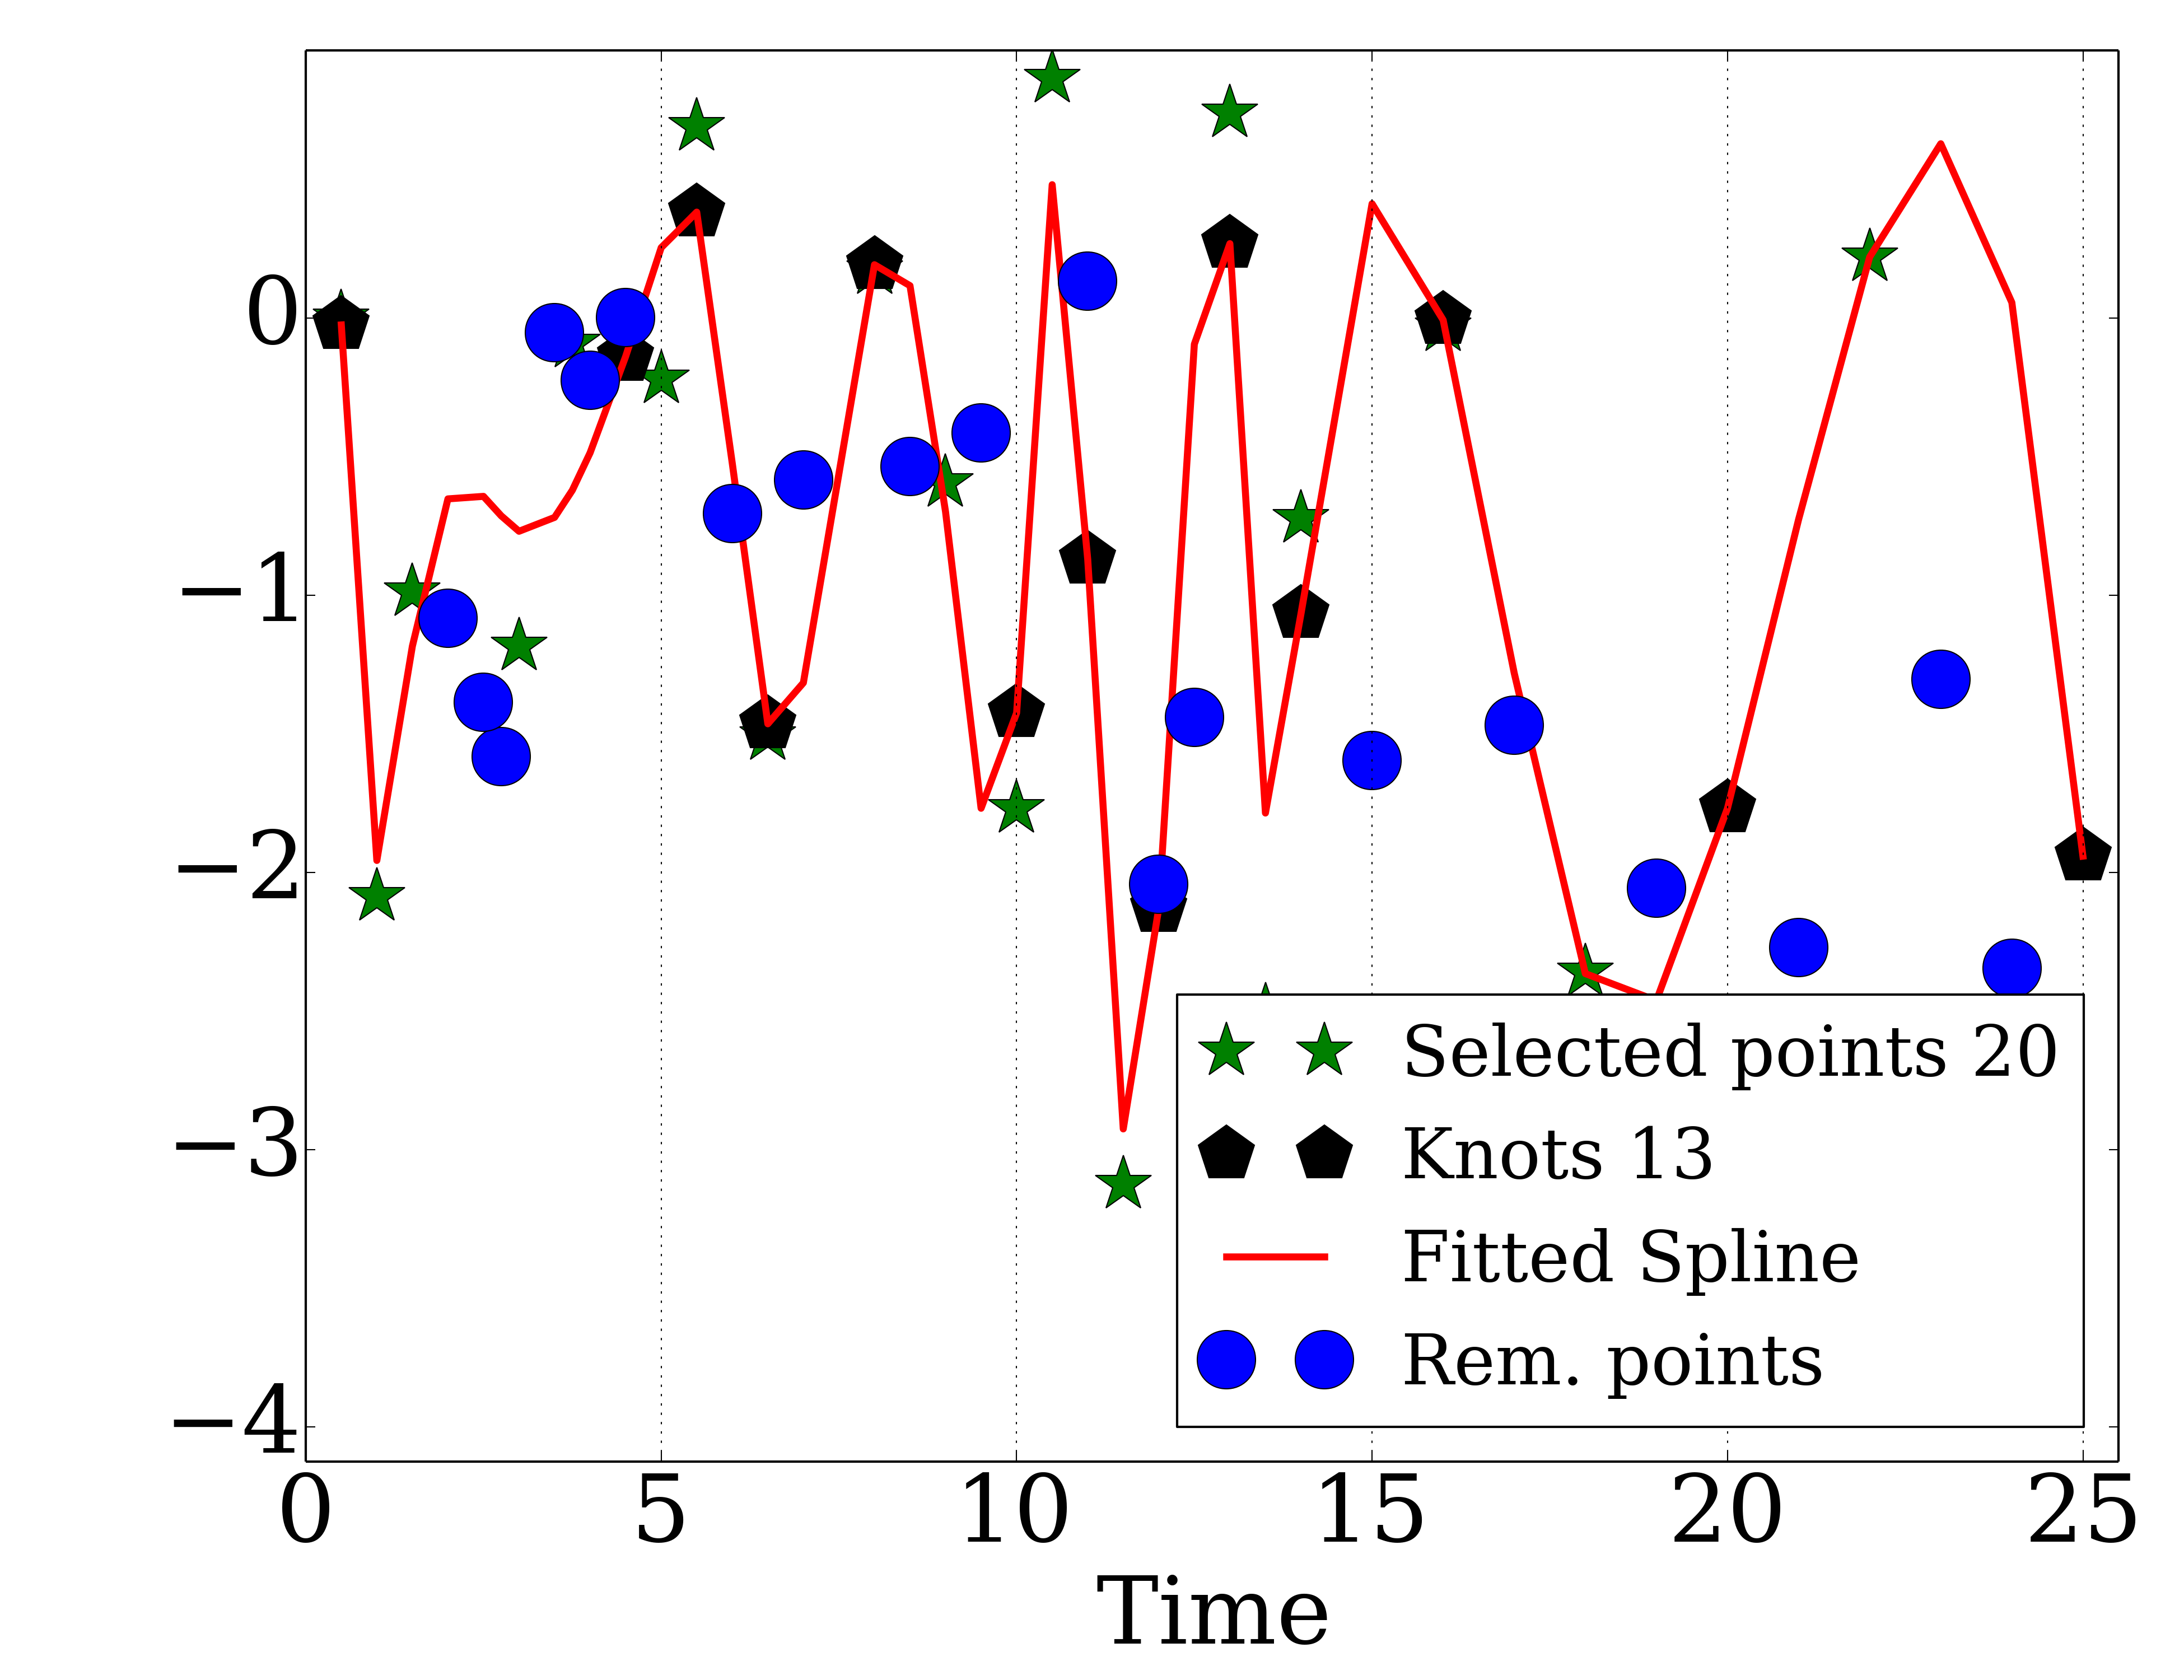 0
−1
−2
−3
−4
0 5 10 15 20 25
Time
Selected points 20
Knots 13
Fitted Spline
Rem. points